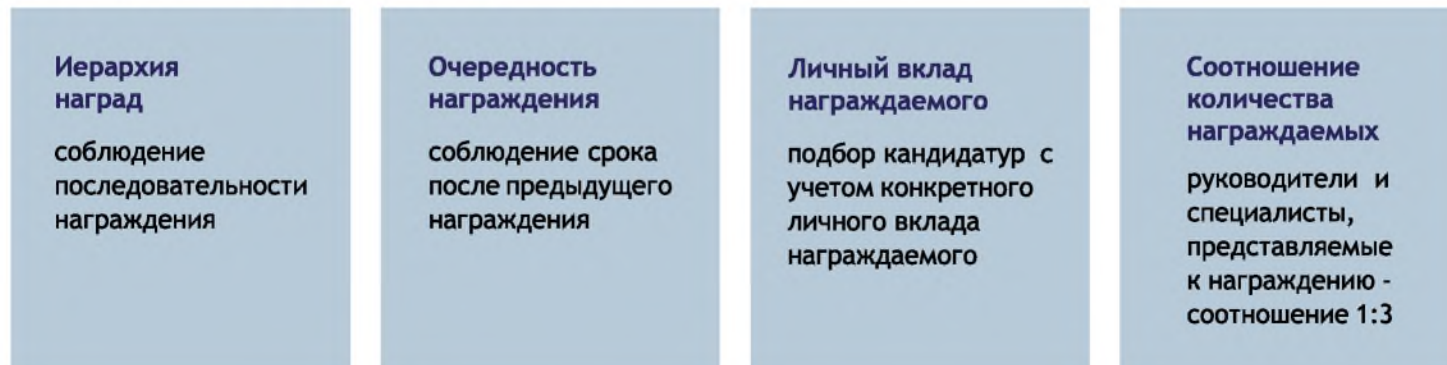 Иерархия
наград
соблюдение
последовательности
награждения
Очередность
награждения
соблюдение срока
после предыдущего
награждения
Личный вклад
награждаемого
подбор кандидатур с
учетом конкретного
личного вклада
награждаемого
Соотношение
количества
награждаемых
руководители и
специалисты,
представляемые
к награждению -
соотношение 1:3